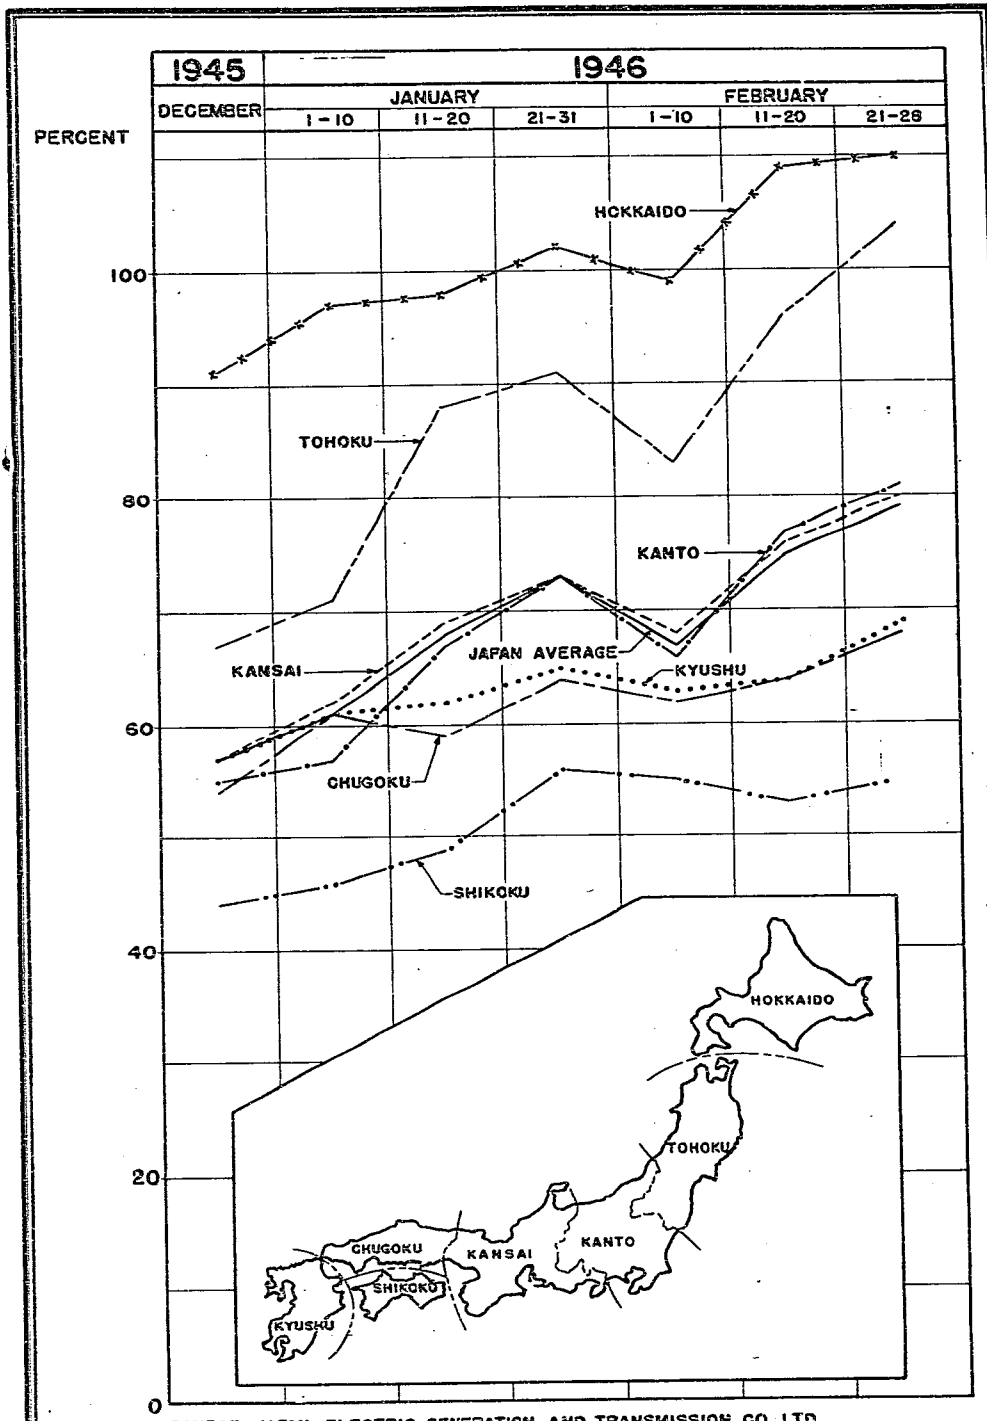 1945 1946
DECEMBER JANUARY FEBRUARY
1-10 11-20 21-31 1-10 11-20 21-28
PERCENT
HOKKAIDO
100
TOHOKU
80
KANTO
JAPAN AVERAGE
KANSAI
KYUSHU
60
CHUGOKU
SHIKOKU
40
HOKKAIDO
TOHOKU
20
KANTO
CHUGOKU
KANSAI
SHIKOKU
KYUSHU
0
JAPAN ELECTRIC GENERATION AND TRANSMISSION CO. LTD.